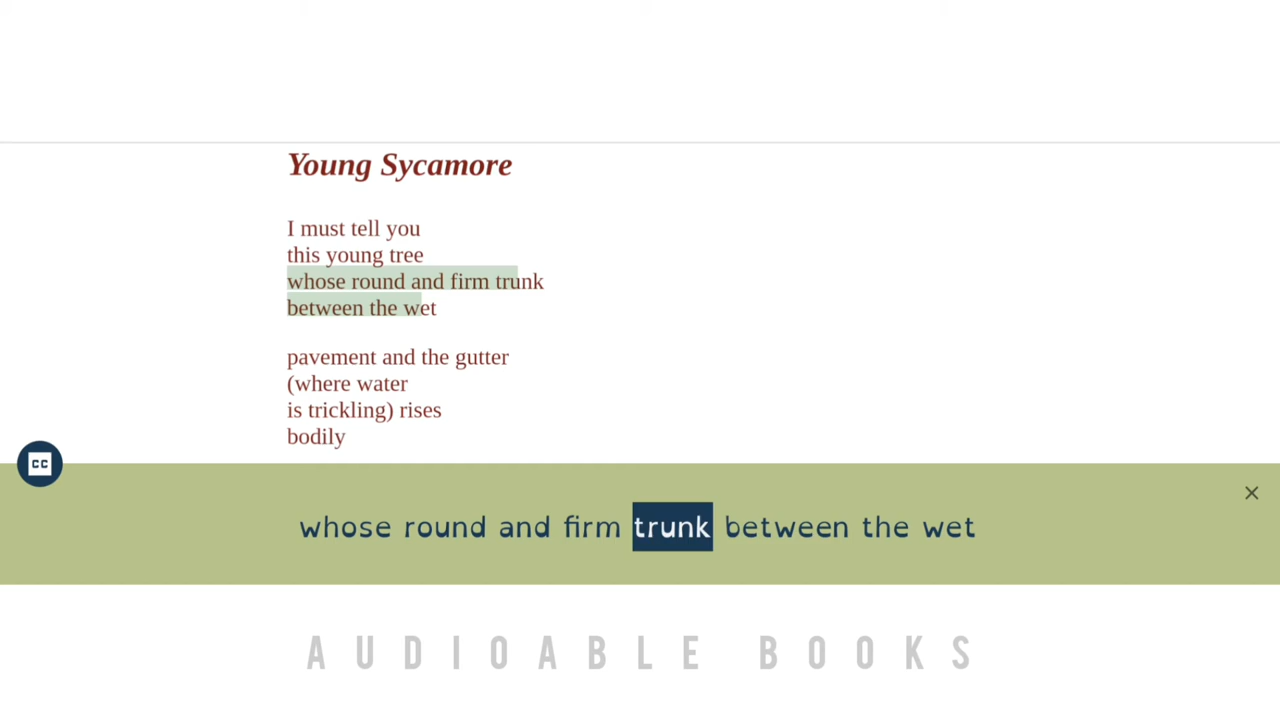 Young Sycamore
I must tell you
this young tree
whose round and firm trunk
between the wet
pavement and the gutter
(where water
is trickling) rises
bodily
CC
whose round and firm trunk between the wet
AUDIOABLE BOOKS